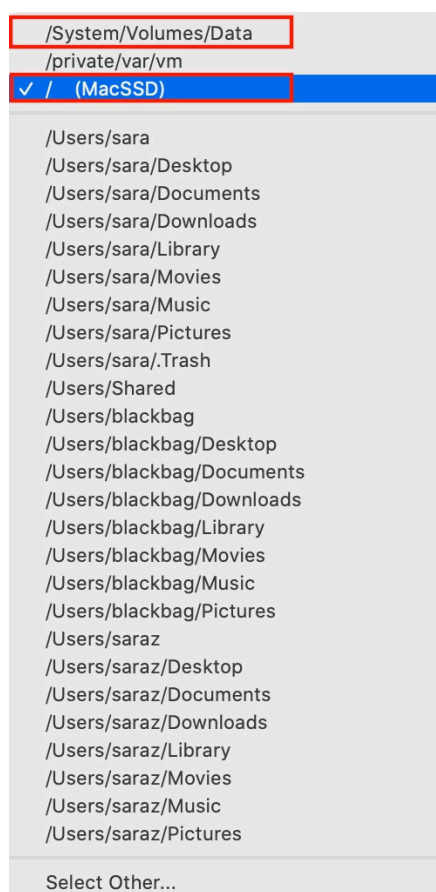 /System/Volumes/Data
/private/var/vm
✓ / (MacSSD)
/Users/sara
/Users/sara/Desktop
/Users/sara/Documents
/Users/sara/Downloads
/Users/sara/Library
/Users/sara/Movies
/Users/sara/Music
/Users/sara/Pictures
/Users/sara/.Trash
/Users/Shared
/Users/blackbag
/Users/blackbag/Desktop
/Users/blackbag/Documents
/Users/blackbag/Downloads
/Users/blackbag/Library
/Users/blackbag/Movies
/Users/blackbag/Music
/Users/blackbag/Pictures
/Users/saraz
/Users/saraz/Desktop
/Users/saraz/Documents
/Users/saraz/Downloads
/Users/saraz/Library
/Users/saraz/Movies
/Users/saraz/Music
/Users/saraz/Pictures
Select Other...